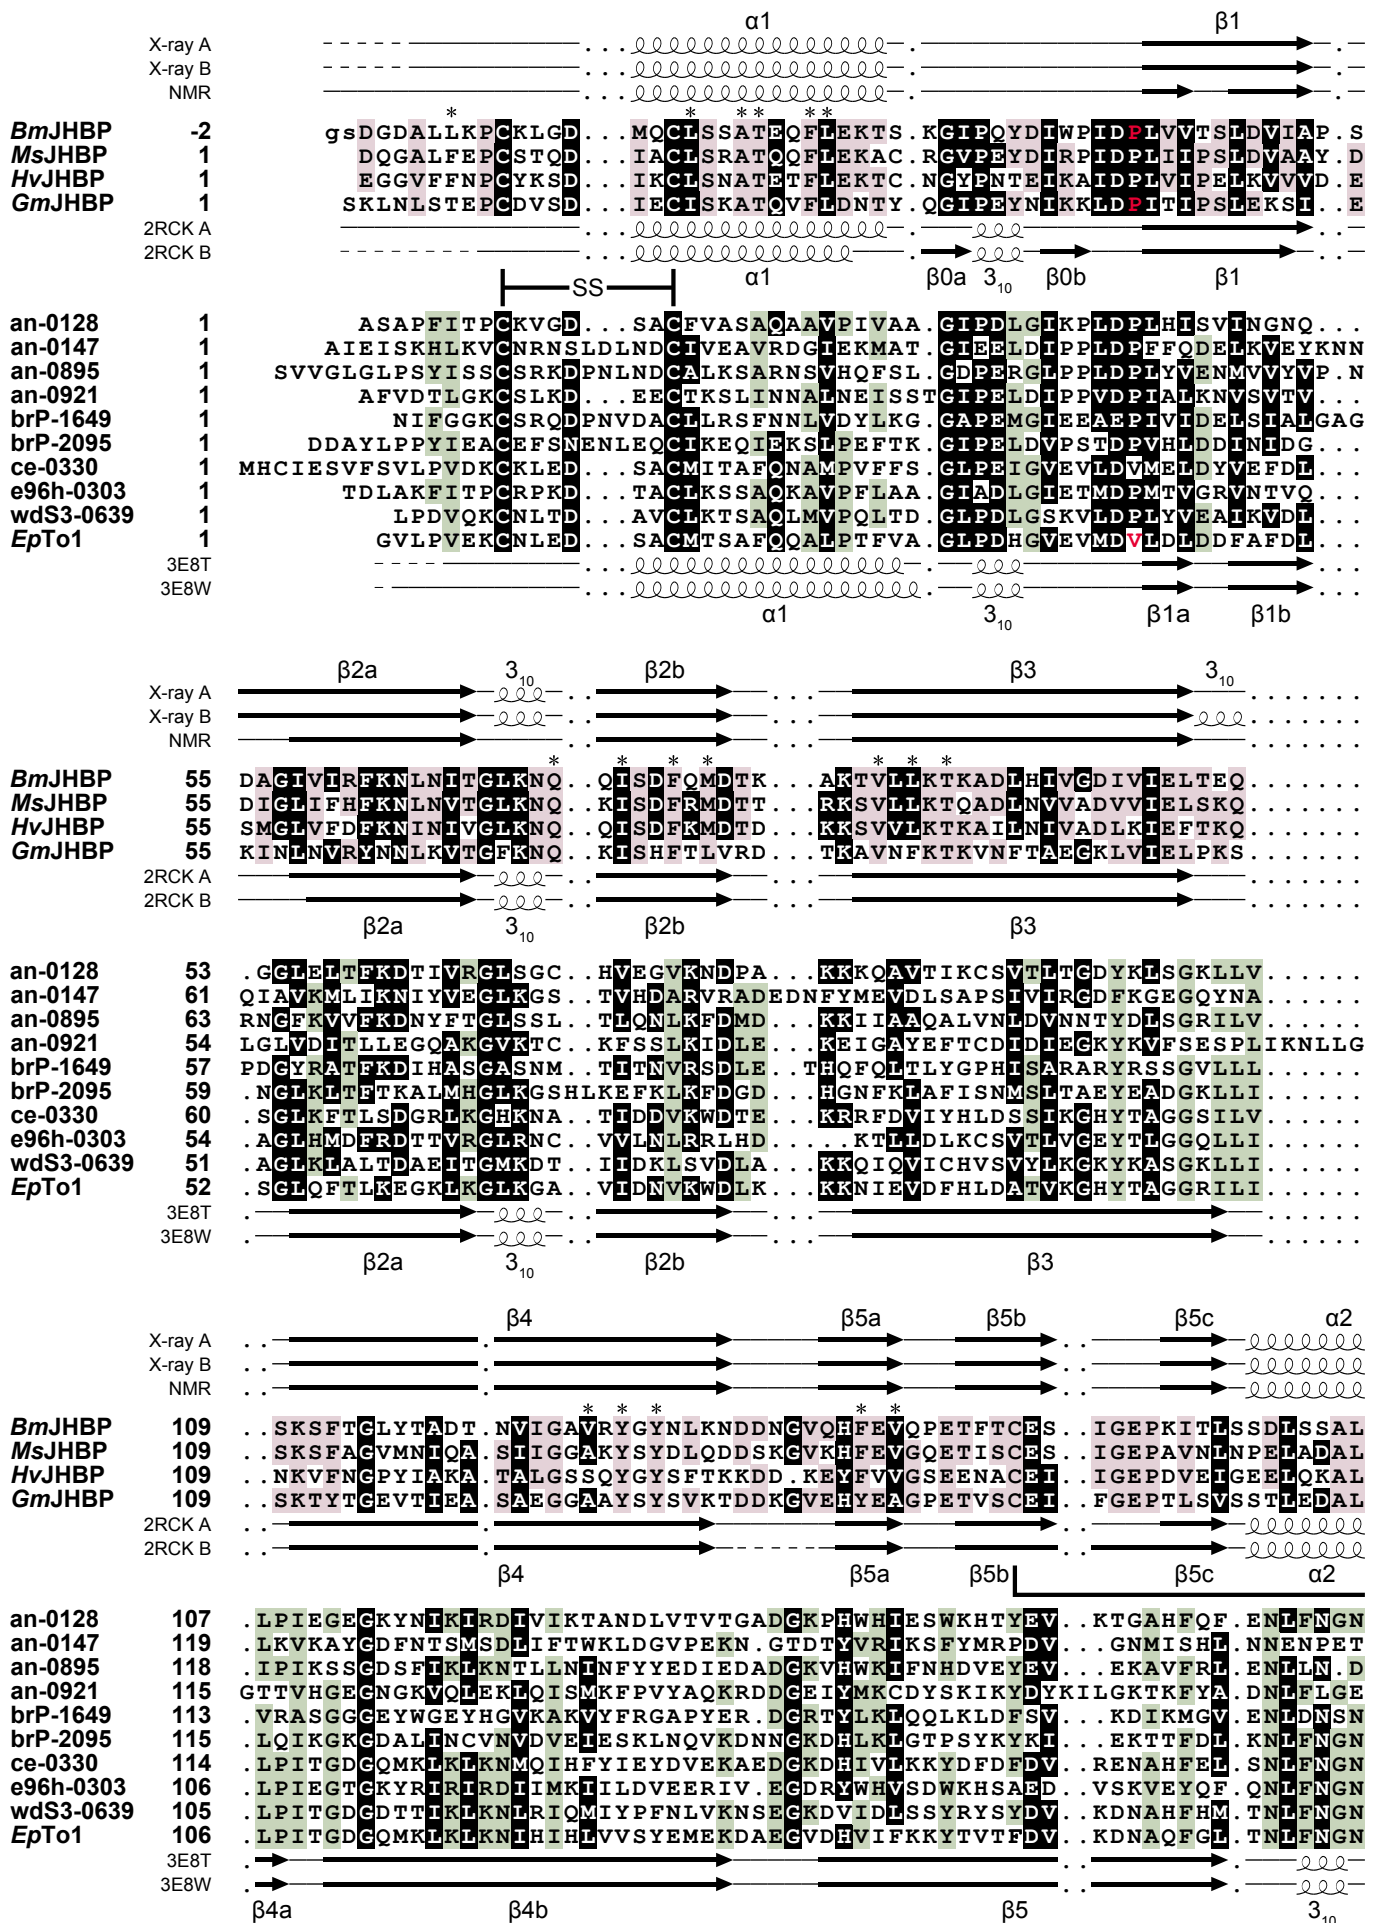 α1 β1
X-ray A
X-ray B
NMR
* * * * * *
BmJHBP -2 gsDGDALLKPCKLGD...MQCLSSATEQFLEKTS.KGIPQYDIWPIDPLVVTSLDVIAP.S
MsJHBP 1 DQGALFEPCSTQD...IACLSRATQQFLEKAC.RGVPEYDIRPIDPLIIPSLDVAAY.D
HvJHBP 1 EGGVFFNPCYKSD...IKCLSNATETFLEKTC.NGYPNTEIKAIDPLVIPELKVVVD.E
GmJHBP 1 SKLNLSTEPCDVSD...IECISKATQVFLDNTY.QGIPEYNIKKLDPITIPSLEKSI..E
2RCK A
2RCK B
α1 β0a 3₁₀ β0b β1
SS
an-0128 1 ASAPFITPCKVGD...SACFVASAQAAVPIVAA.GIPDLGIKPLDPLHISVINGNQ...
an-0147 1 AIEISKHLKVCNRNSLDLNDCIVEAVRDGIEKMAT.GIEELDIPPLDPFFQDELKVEYKNN
an-0895 1 SVVGLGLPSYISSCSRKDPNLNDCALKSARNSVHQFSL.GDPERGLPPLDPLYVENMVVYVP.N
an-0921 1 AFVDTLGKCSLKD...EECTKSLINNALNEISSTGIPELDIPPVDPIALKNVSVTV...
brP-1649 1 NIFGGKCSRQDPNVDACLLRSFNNLVDYLKG.GAPEMGIEEAEPIVIDELSIALGAG
brP-2095 1 DDAYLPPYIEACEFSNENLEQCIKEQIEKSLPEFTK.GIPELDVPSTDPVHLDDINIDG...
ce-0330 1 MHCIESVFSVLPVDKCKLED...SACMITAFQNAMPVFFS.GLPEIGVEVLDVMELDYVEFDL...
e96h-0303 1 TDLAKFITPCRPKD...TACLKSSAQKAVPFLAA.GIADLGIETMDPMTVGRVNTVQ...
wdS3-0639 1 LPDVQKCNLTD...AVCLKTSAQLMVPQLTD.GLPDLGSKVLDPLYVEAIKVDL...
EpTo1 1 GVLPVEKCNLED...SACMTSAFQQALPTFVA.GLPDHGVEVMDVLDLDDFAFDL...
3E8T
3E8W
α1 3₁₀ β1a β1b
β2a 3₁₀ β2b β3 3₁₀
X-ray A
X-ray B
NMR
* * * * * * *
BmJHBP 55 DAGIVIRFKNLNITGLKNQ..QISDFQMDTK...AKTVLLKTKADLHIVGDIVIELTEQ.......
MsJHBP 55 DIGLIFHFKNLNVTGLKNQ..KISDFRMDTT...RKSVLLKTQADLNVVADVVIELSKQ.......
HvJHBP 55 SMGLVFDFKNINIVGLKNQ..QISDFKMDTD...KKSVVLKTKAILNIVADLKIEFTKQ.......
GmJHBP 55 KINLNVRYNNLKVTGFKNQ..KISHFTLVRD...TKAVNFKTKVNFTAEGKLVIELPKS.......
2RCK A
2RCK B
β2a 3₁₀ β2b β3
an-0128 53 .GGLELTFKDTIVRGLSGC..HVEGVKNDPA...KKKQAVTIKCSVTLTGDYKLSGKLLV......
an-0147 61 QIAVKMLIKNIYVEGLKGS..TVHDARVRADEDNFYMEVDLSAPSIVIRGDFKGEGQYNA......
an-0895 63 RNGFKVVFKDNYFTGLSSL..TLQNLKFDMD...KKIIAAQALVNLDVNNTYDLSGRILV......
an-0921 54 LGLVDITLLEGQAKGVKTC..KFSSLKIDLE...KEIGAYEFTCDIDIEGKYKVFSESPLIKNLLG
brP-1649 57 PDGYRATFKDIHASGASNM..TITNVRSDLE..THQFQLTLYGPHISARARYRSSGVLLL......
brP-2095 59 .NGLKLTFTKALMHGLKGSHLKEFKLKFDGD...HGNFKLAFISNMSLTAEYEADGKLLI......
ce-0330 60 .SGLKFTLSDGRLKGHKNA..TIDDVKWDTE...KRRFDVIYHLDSSIKGHYTAGGSILV......
e96h-0303 54 .AGLHMDFRDTTVRGLRNC..VVLNLRRLHD.....KTLLDLKCSVTLVGEYTLGGQLLI......
wdS3-0639 51 .AGLKLALTDAEITGMKDT..IIDKLSVDLA...KKQIQVICHVSVYLKGKYKASGKLLI......
EpTo1 52 .SGLQFTLKEGKLKGLKGA..VIDNVKWDLK...KKNIEVDFHLDATVKGHYTAGGRILI......
3E8T
3E8W
β2a 3₁₀ β2b β3
β4 β5a β5b β5c α2
X-ray A
X-ray B
NMR
* * * * *
BmJHBP 109 ..SKSFTGLYTADT.NVIGAVRYGYNLKNDDNGVQHFEVQPETFTCES..IGEPKITLSSDLSSAL
MsJHBP 109 ..SKSFAGVMNIQA.SIIGGAKYSYDLQDDSKGVKHFEVGQETISCES..IGEPAVNLNPELADAL
HvJHBP 109 ..NKVFNGPYIAKA.TALGSSQYGYSFTKKDD.KEYFVVGSEENACEI..IGEPDVEIGEELQKAL
GmJHBP 109 ..SKTYTGEVTIEA.SAEGGAAYSYSVKTDDKGVEHYEAGPETVSCEI..FGEPTLSVSSTLEDAL
2RCK A
2RCK B
β4 β5a β5b β5c α2
an-0128 107 .LPIEGEGKYNIKIRDIVIKTANDLVTVTGADGKPHWHIESWKHTYEV..KTGAHFQF.ENLFNGN
an-0147 119 .LKVKAYGDFNTSMSDLIFTWKLDGVPEKN.GTDTYVRIKSFYMRPDV...GNMISHL.NNENPET
an-0895 118 .IPIKSSGDSFIKLKNTLLNINFYYEDIEDADGKVHWKIFNHDVEYEV...EKAVFRL.ENLLN.D
an-0921 115 GTTVHGEGNGKVQLEKLQISMKFPVYAQKRDDGEIYMKCDYSKIKYDYKILGKTKFYA.DNLFLGE
brP-1649 113 .VRASGGGEYWGEYHGVKAKVYFRGAPYER.DGRTYLKLQQLKLDFSV...KDIKMGV.ENLDNSN
brP-2095 115 .LQIKGKGDALINCVNVDVEIESKLNQVKDNNGKDHLKLGTPSYKYKI...EKTTFDL.KNLFNGN
ce-0330 114 .LPITGDGQMKLKLKNMQIHFYIEYDVEKAEDGKDHIVLKKYDFDFDV..RENAHFEL.SNLFNGN
e96h-0303 106 .LPIEGTGKYRIRIRDIIMKIILDVEERIV.EGDRYWHVSDWKHSAED..VSKVEYQF.QNLFNGN
wdS3-0639 105 .LPITGDGDTTIKLKNLRIQMIYPFNLVKNSEGKDVIDLSSYRYSYDV..KDNAHFHM.TNLFNGN
EpTo1 106 .LPITGDGQMKLKLKNIHIHLVVSYEMEKDAEGVDHVIFKKYTVTFDV..KDNAQFGL.TNLFNGN
3E8T
3E8W
β4a β4b β5 3₁₀